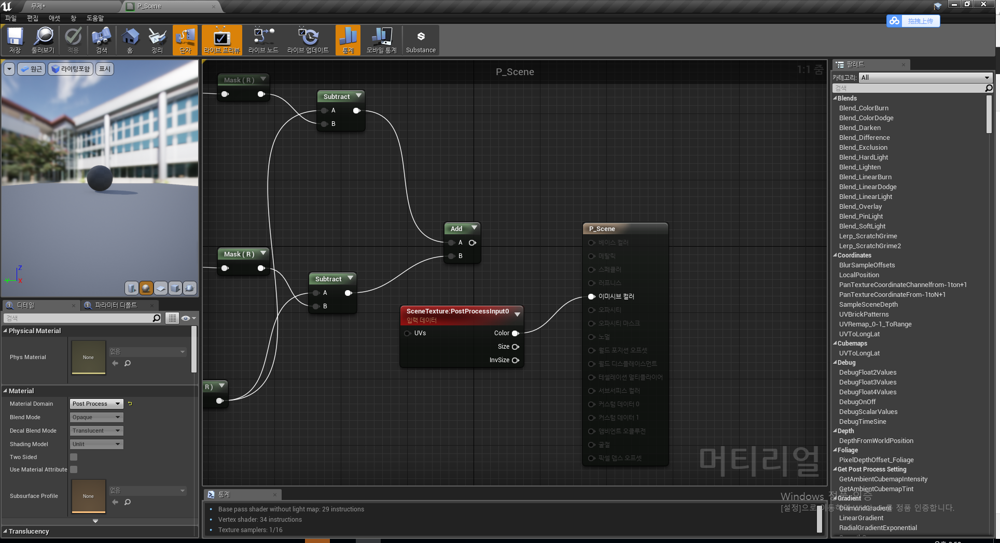 무제*
P_Scene
파일 편집 애셋 창 도움말
拖拽上传
저장
둘러보기
적용
검색
홈
정리
단자
라이브 프리뷰
라이브 노드
라이브 업데이트
통계
모바일 통계
Substance
원근
라이팅포함
표시
Z
Y
X
디테일
파라미터 디폴트
검색
Physical Material
Phys Material
None
없음
Material
Material Domain
Post Process
Blend Mode
Opaque
Decal Blend Mode
Translucent
Shading Model
Unlit
Two Sided
Use Material Attribute
Subsurface Profile
None
없음
Translucency
P_Scene
1:1 줌
Mask ( R )
Subtract
A
B
Mask ( R )
Subtract
A
B
R )
Add
A
B
SceneTexture:PostProcessInput0
입력 데이터
UVs
Color
Size
InvSize
P_Scene
베이스 컬러
메탈릭
스페큘러
러프니스
이미시브 컬러
오파시티
오파시티 마스크
노멀
월드 포지션 오프셋
월드 디스플레이스먼트
테셀레이션 멀티플라이어
서브서피스 컬러
커스텀 데이터 0
커스텀 데이터 1
앰비언트 오클루전
굴절
픽셀 뎁스 오프셋
머티리얼
통계
Base pass shader without light map: 29 instructions
Vertex shader: 34 instructions
Texture samplers: 1/16
팔레트
카테고리:
All
검색
Blends
Blend_ColorBurn
Blend_ColorDodge
Blend_Darken
Blend_Difference
Blend_Exclusion
Blend_HardLight
Blend_Lighten
Blend_LinearBurn
Blend_LinearDodge
Blend_LinearLight
Blend_Overlay
Blend_PinLight
Blend_SoftLight
Lerp_ScratchGrime
Lerp_ScratchGrime2
Coordinates
BlurSampleOffsets
LocalPosition
PanTextureCoordinateChannelfrom-1ton+1
PanTextureCoordinateFrom-1toN+1
SampleSceneDepth
UVBrickPatterns
UVRemap_0-1_ToRange
UVToLongLat
Cubemaps
UVToLongLat
Debug
DebugFloat2Values
DebugFloat3Values
DebugFloat4Values
DebugOnOff
DebugScalarValues
DebugTimeSine
Depth
DepthFromWorldPosition
Foliage
PixelDepthOffset_Foliage
Get Post Process Setting
GetAmbientCubemapIntensity
GetAmbientCubemapTint
Gradient
DiamondGradient
LinearGradient
RadialGradientExponential
Windows 정품 인증
[설정]으로 이동하여 Windows를 정품 인증합니다.